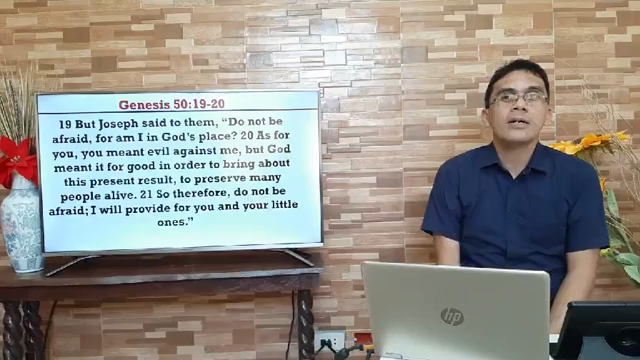 Genesis 50:19-20
19 But Joseph said to them, “Do not be
afraid, for am I in God's place? 20 As for
you, you meant evil against me, but God
meant it for good in order to bring about
this present result, to preserve many
people alive. 21 So therefore, do not be
afraid; I will provide for you and your little
ones.”
hp